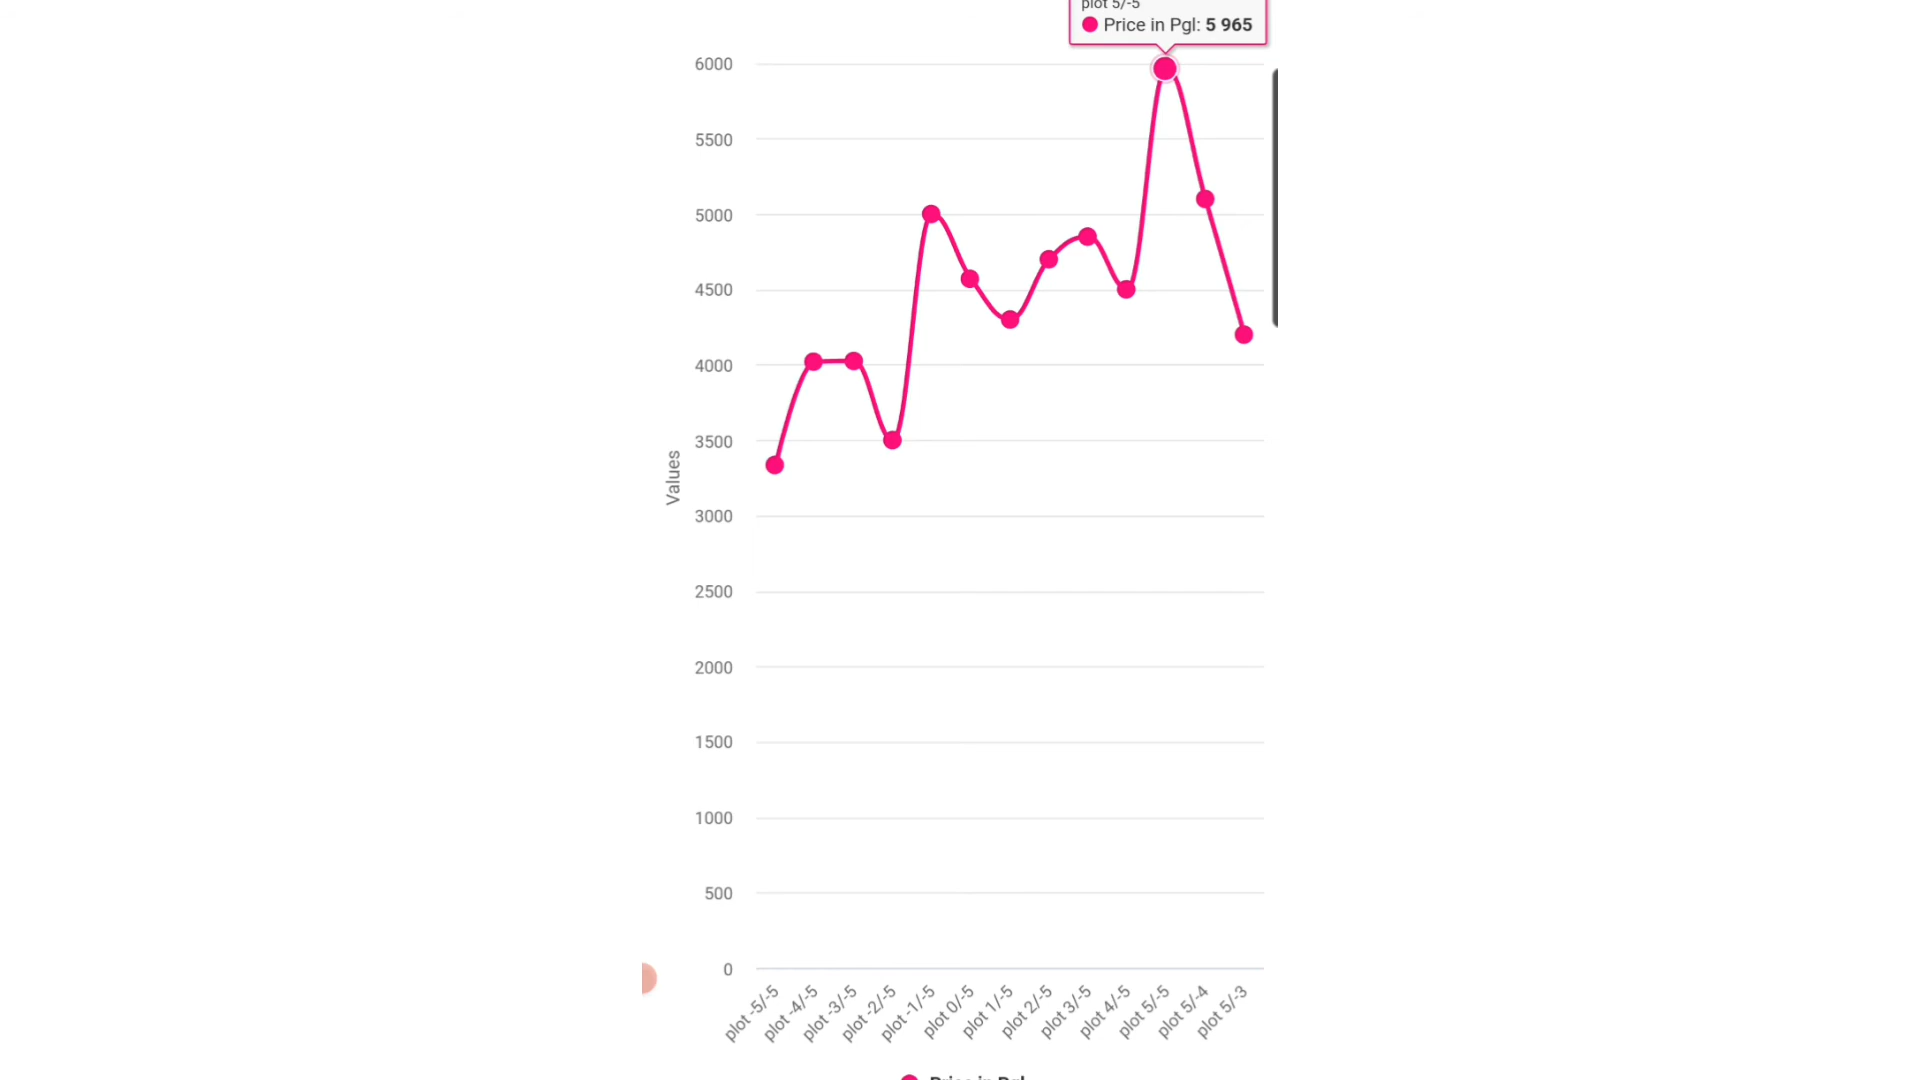 plot 5/-5
Price in Pgl: 5 965
6000
5500
5000
4500
4000
3500
3000
2500
2000
1500
1000
500
0
Values
plot -5/-5
plot -4/-5
plot -3/-5
plot -2/-5
plot -1/-5
plot 0/-5
plot 1/-5
plot 2/-5
plot 3/-5
plot 4/-5
plot 5/-5
plot 5/-4
plot 5/-3
Price in Pgl